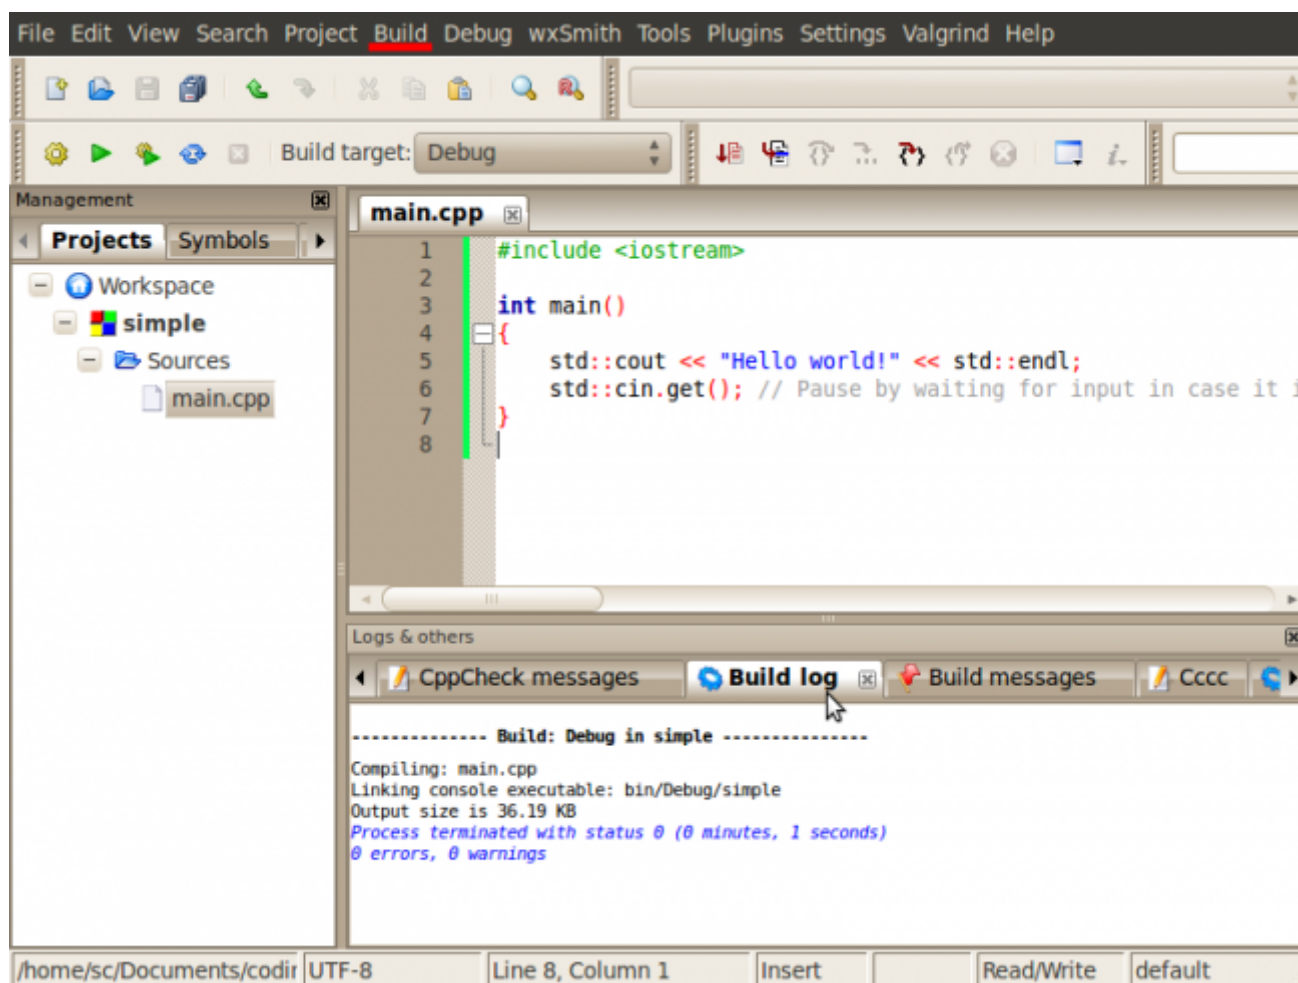 File Edit View Search Project Build Debug wxSmith Tools Plugins Settings Valgrind Help
Build target: Debug
Management
Projects Symbols
Workspace
simple
Sources
main.cpp
main.cpp
1 #include <iostream>
2
3 int main()
4 {
5 std::cout << "Hello world!" << std::endl;
6 std::cin.get(); // Pause by waiting for input in case it
7 }
8
Logs & others
CppCheck messages Build log Build messages Cccc
-------------- Build: Debug in simple ---------------
Compiling: main.cpp
Linking console executable: bin/Debug/simple
Output size is 36.19 KB
Process terminated with status 0 (0 minutes, 1 seconds)
0 errors, 0 warnings
/home/sc/Documents/codin UTF-8 Line 8, Column 1 Insert Read/Write default